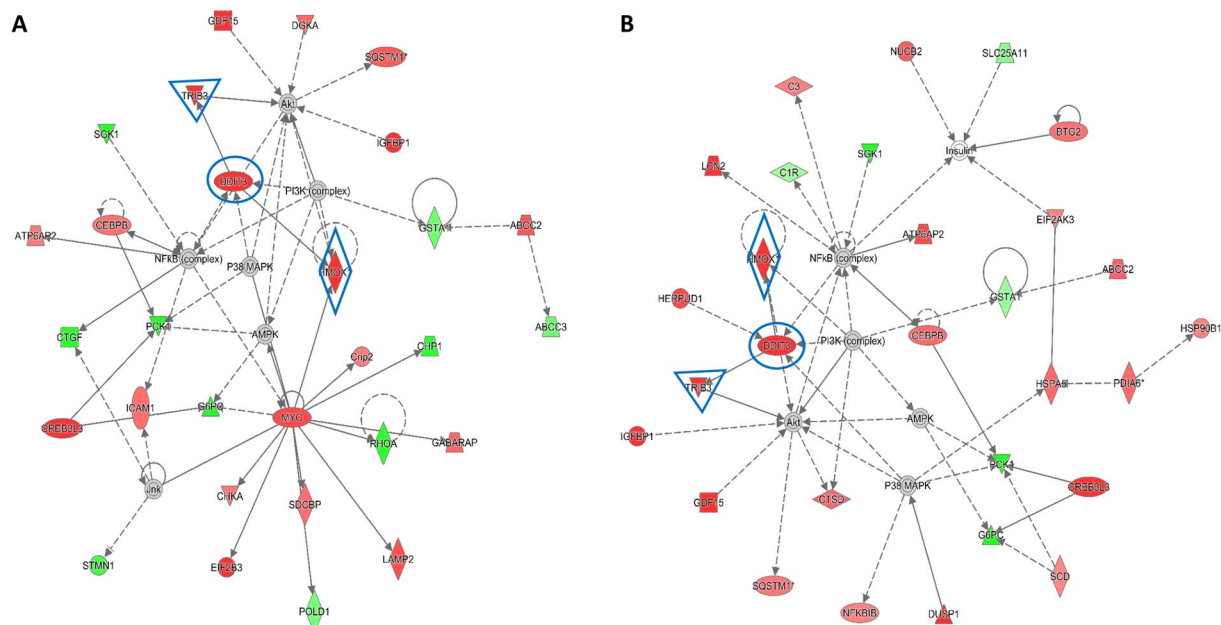 A
GDF15
DGKA
SQSTM1*
TRIB3
Akt
SGK1
IGFBP1
DDIT3
PI3K (complex)
CEBPB
GSTA1
ABCC2
ATP6AP2
NFkB (complex)
P38 MAPK
HMOX1
CTGF
PCK1
AMPK
ABCC3
CHP1
Crip2
ICAM1
G6PC
MYC
CREB3L3
RHOA
GABARAP
Jnk
CHKA
SDCBP
STMN1
EIF2B3
LAMP2
POLD1
B
NUCB2
SLC25A11
C3
BTG2
Insulin
SGK1
LCN2
C1R
EIF2AK3
ATP6AP2
HMOX1
NFkB (complex)
ABCC2
HERPUD1
GSTA1
HSP90B1
DDIT3
PI3K (complex)
CEBPB
TRIB3
HSPA5
PDIA6*
Akt
AMPK
IGFBP1
PCK1
P38 MAPK
CREB3L3
GDF15
CTSD
G6PC
SQSTM1*
SCD
NFKBIB
DUSP1